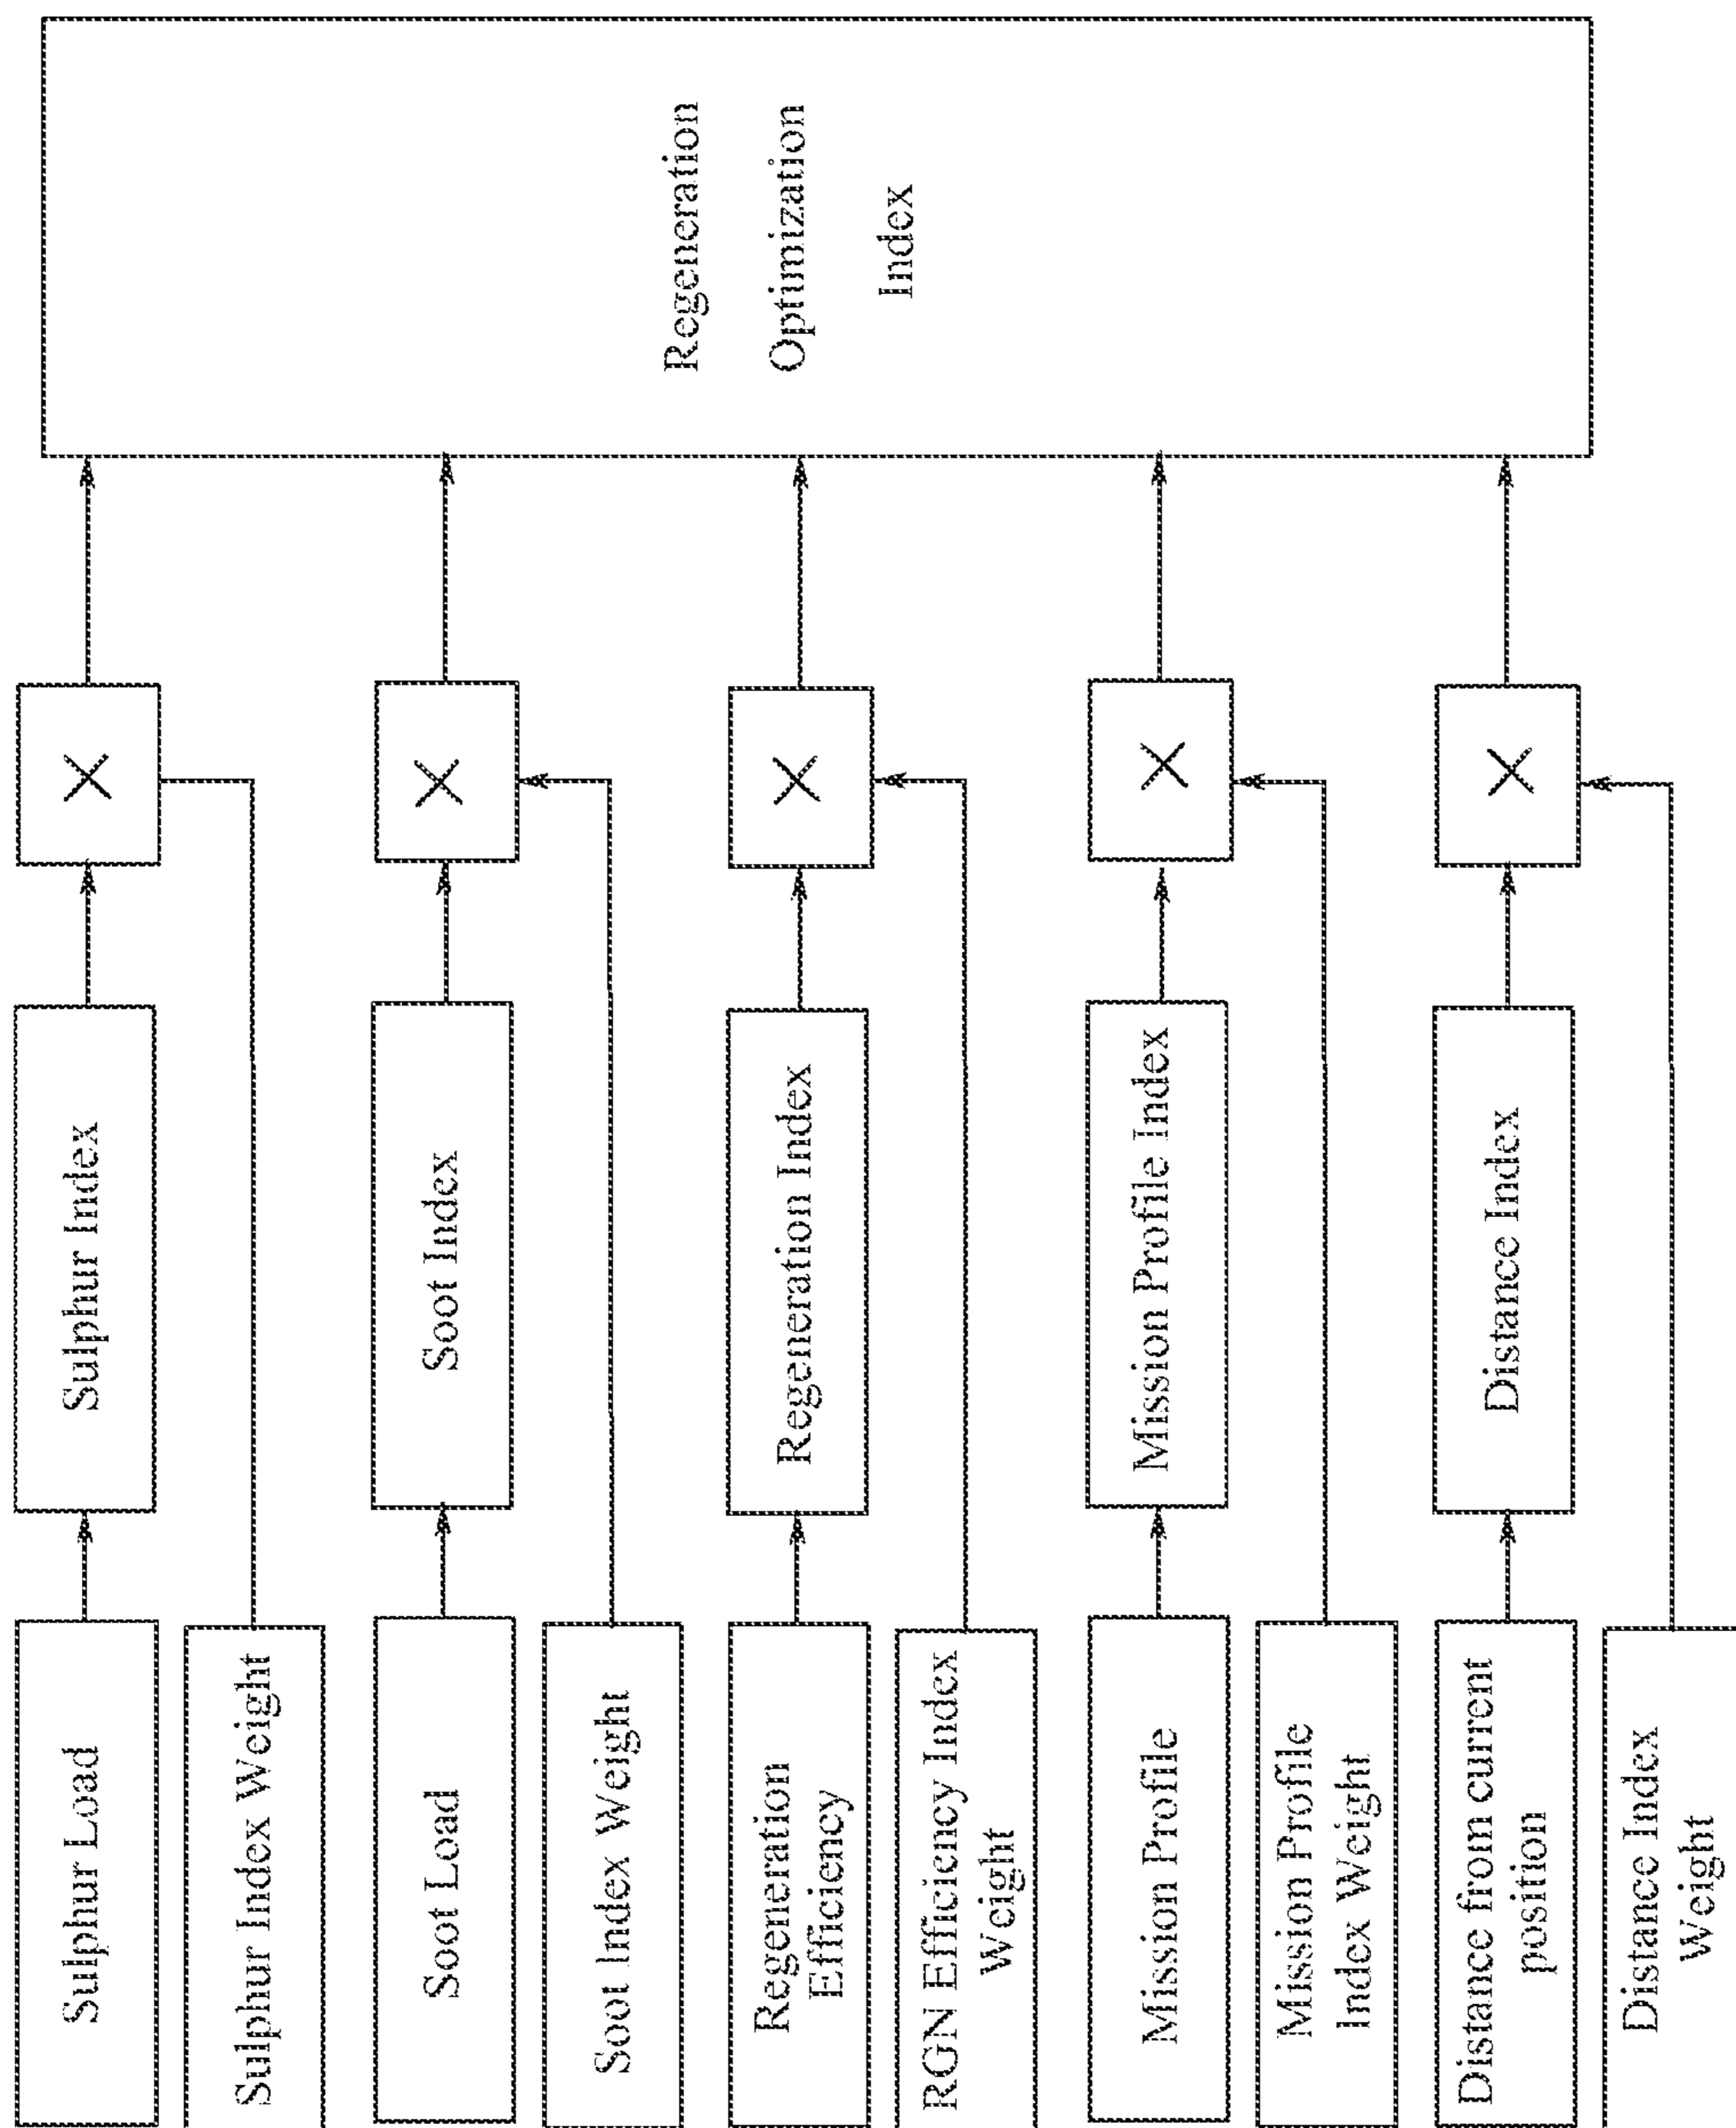 Sulphur Load
Sulphur Index
X
Sulphur Index Weight
Soot Load
Soot Index
X
Soot Index Weight
Regeneration
Efficiency
Regeneration Index
X
RGN Efficiency Index
Weight
Mission Profile
Mission Profile Index
X
Mission Profile
Index Weight
Distance from current
position
Distance Index
X
Distance Index
Weight
Regeneration
Optimization
Index